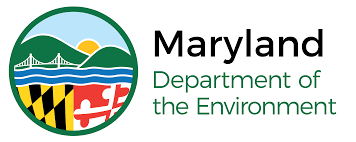 Maryland
Department of
the Environment